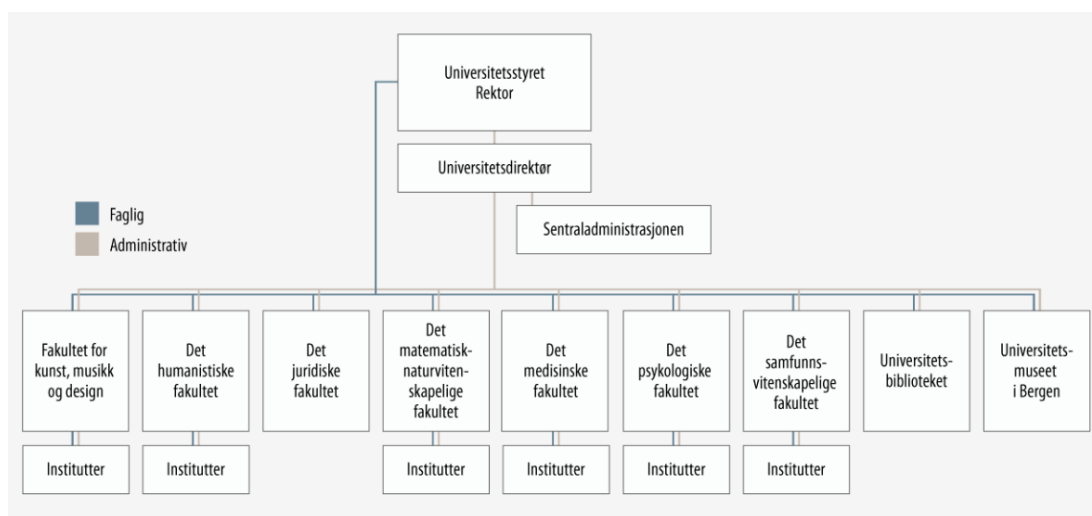 Universitetsstyret
Rektor
Universitetsdirektør
Sentraladministrasjonen
Faglig
Administrativ
Fakultet for
kunst, musikk
og design
Det
humanistiske
fakultet
Det
juridiske
fakultet
Det
matematisk-
naturviten-
skapelige
fakultet
Det
medisinske
fakultet
Det
psykologiske
fakultet
Det
samfunns-
vitenskapelige
fakultet
Universitets-
biblioteket
Universitets-
museet
i Bergen
Institutter
Institutter
Institutter
Institutter
Institutter
Institutter